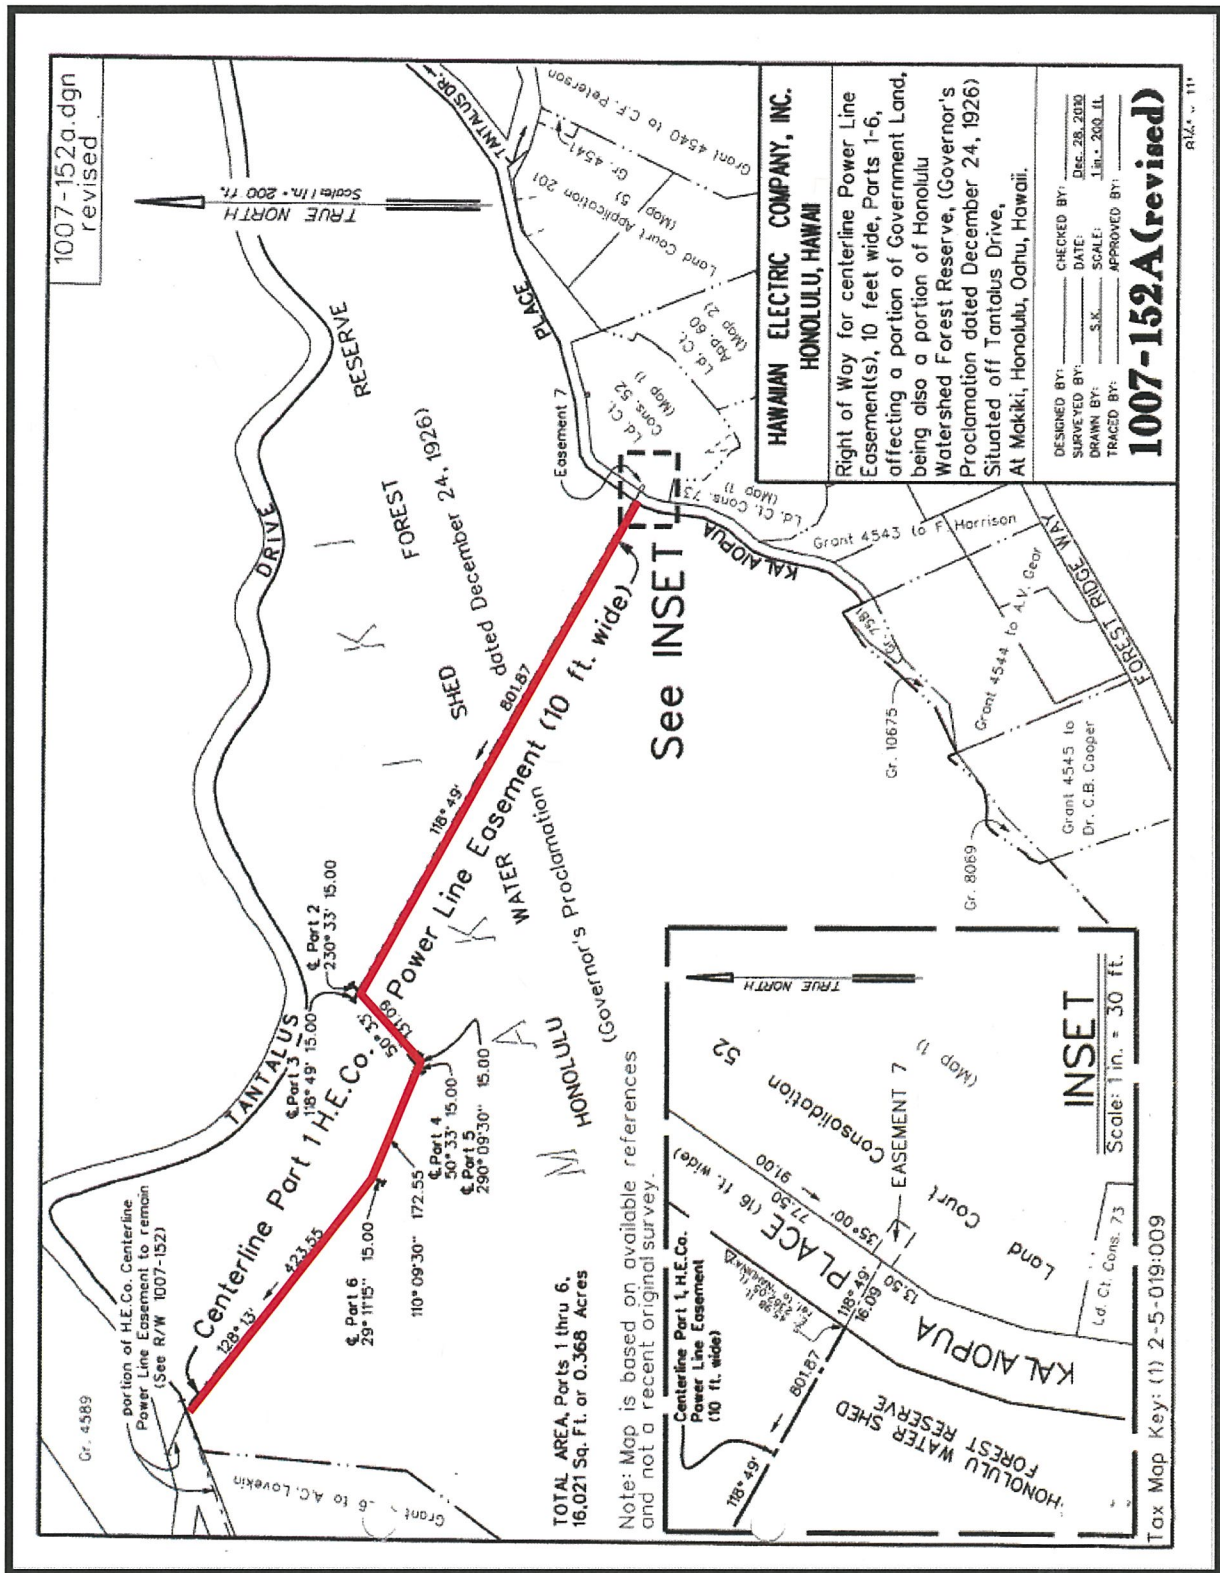 1007-152a.dgn
revised
TRUE NORTH
Scale: 1 in. = 200 ft.
Gr. 4589
portion of H.E.Co. Centerline
Power Line Easement to remain
(See R/W 1007-152)
to A.C. Lovekin
TANTALUS
DRIVE
TANTALUS DR.
PLACE
Centerline Part 1 H.E.Co.
Power Line Easement (10 ft. wide)
128° 13'
423.55
℄ Part 6
29° 11'15" 15.00
110° 09'30" 172.55
℄ Part 4
50° 33' 15.00
℄ Part 5
290° 09'30" 15.00
50° 33'
131.09
℄ Part 3
118° 49' 15.00
℄ Part 2
230° 33' 15.00
118° 49'
801.87
M A K I K I
HONOLULU
WATER
SHED
FOREST
RESERVE
(Governor's Proclamation
dated December 24, 1926)
Easement 7
See INSET
Grant 4540 to C.F. Peterson
Gr. 4541
Land Court Application 201
(Map 5)
Ld. Ct.
App. 60
(Map 2)
Ld. Ct.
Cons. 52
(Map 1)
Ld. Ct. Cons. 73
(Map 1)
KALAIOPUA
Grant 4543 to F. Harrison
Gr. 7581
Gr. 10675
Grant 4544 to A.V. Gear
FOREST RIDGE WAY
Grant 4545 to
Dr. C.B. Cooper
Gr. 8069
TOTAL AREA, Parts 1 thru 6,
16,021 Sq. Ft. or 0.368 Acres
Note: Map is based on available references
and not a recent original survey.
Centerline Part 1, H.E.Co.
Power Line Easement
(10 ft. wide)
118° 49'
801.87
118° 49'
16.09
13.50
35° 00'
77.50
91.00
KALAIOPUA PLACE (16 ft. wide)
EASEMENT 7
Land Court Consolidation 52
(Map 1)
Ld. Ct. Cons. 73
HONOLULU WATER SHED
FOREST RESERVE
TRUE NORTH
INSET
Scale: 1 in. = 30 ft.
Tax Map Key: (1) 2-5-019:009
HAWAIIAN ELECTRIC COMPANY, INC.
HONOLULU, HAWAII
Right of Way for centerline Power Line
Easement(s), 10 feet wide, Parts 1-6,
affecting a portion of Government Land,
being also a portion of Honolulu
Watershed Forest Reserve, (Governor's
Proclamation dated December 24, 1926)
Situated off Tantalus Drive,
At Makiki, Honolulu, Oahu, Hawaii.
DESIGNED BY: CHECKED BY:
SURVEYED BY: DATE: Dec. 28, 2010
DRAWN BY: S.K. SCALE: 1 in. = 200 ft.
TRACED BY: APPROVED BY:
1007-152A (revised)